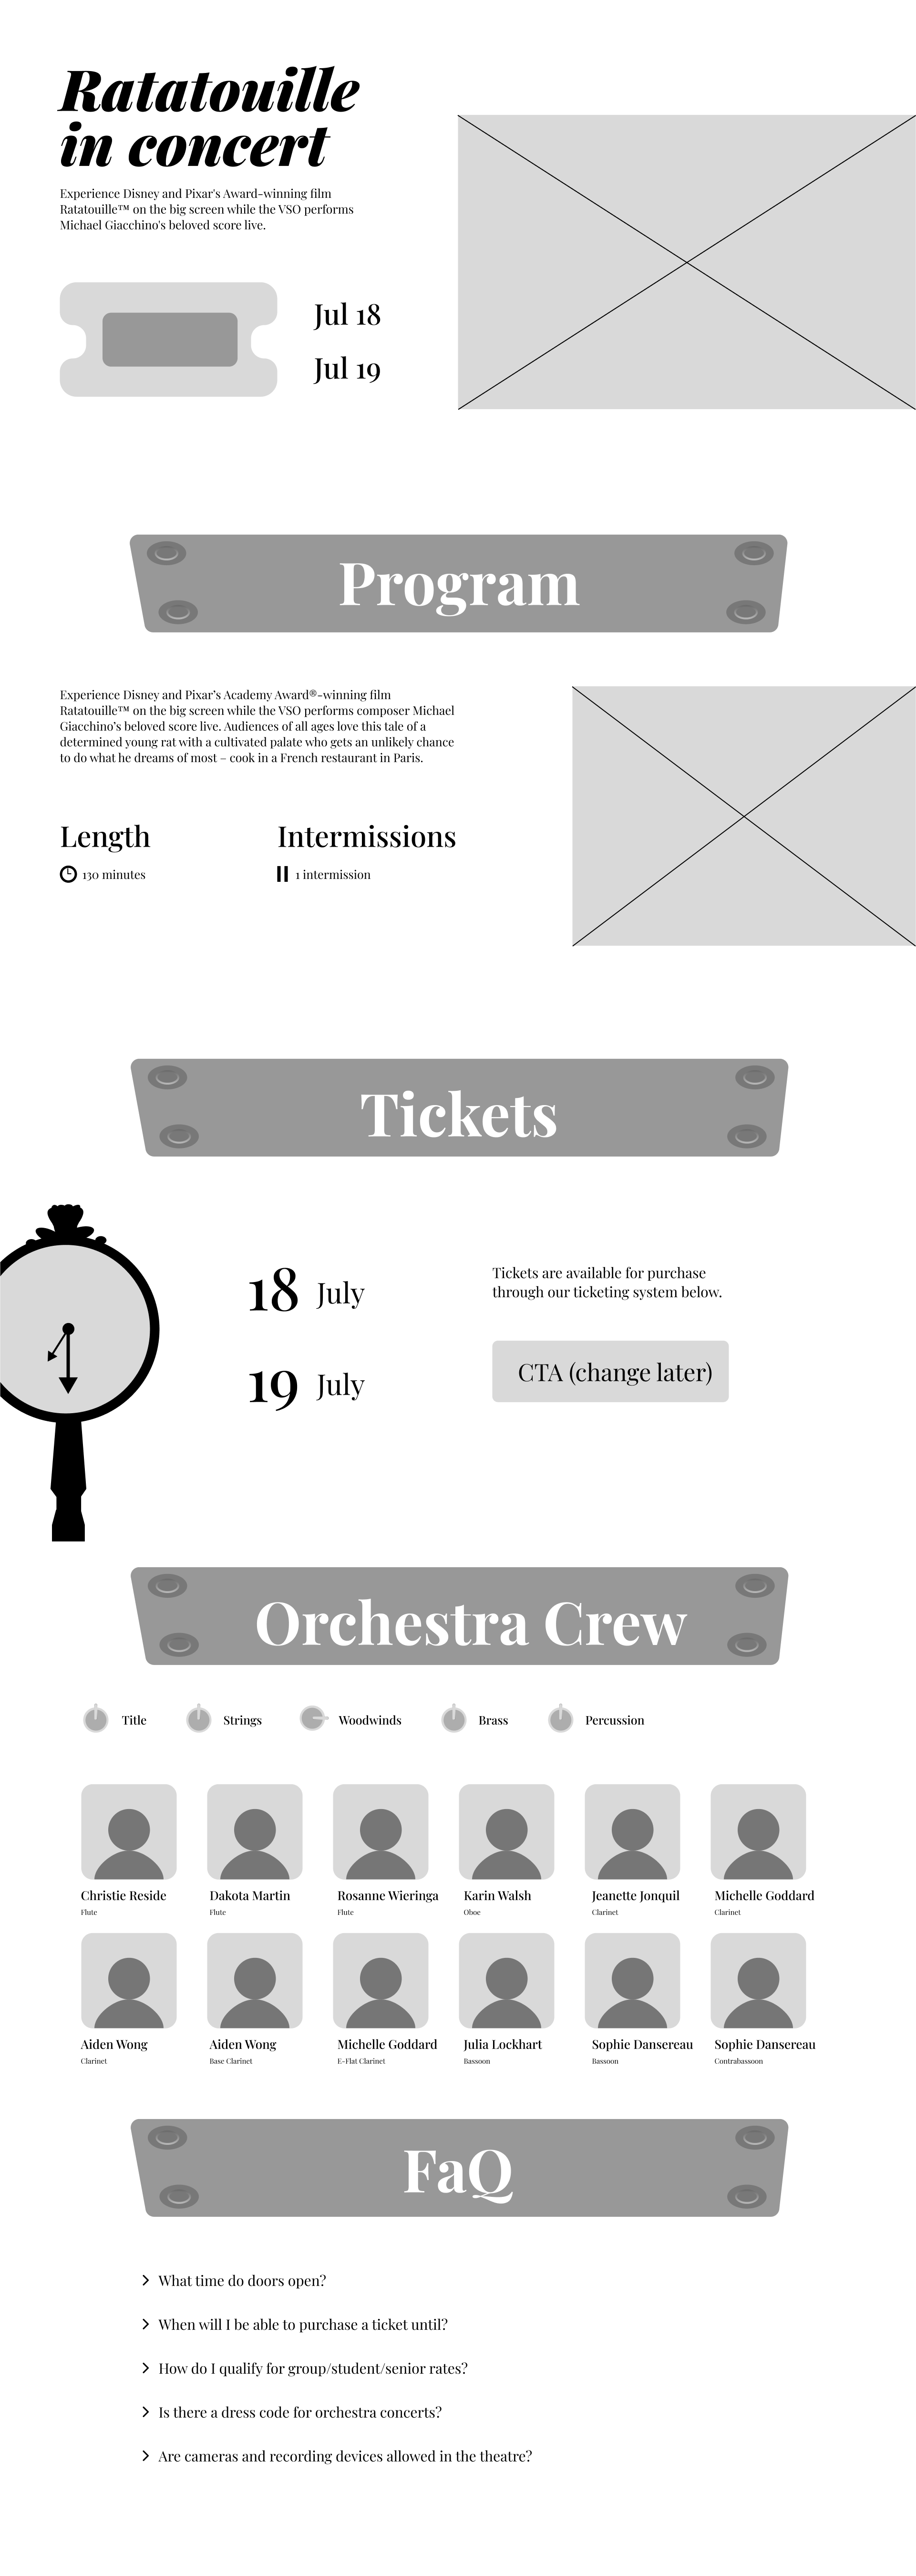 Ratatouille
in concert
Experience Disney and Pixar's Award-winning film
Ratatouille™ on the big screen while the VSO performs
Michael Giacchino's beloved score live.
Jul 18
Jul 19
Program
Experience Disney and Pixar’s Academy Award®-winning film
Ratatouille™ on the big screen while the VSO performs composer Michael
Giacchino’s beloved score live. Audiences of all ages love this tale of a
determined young rat with a cultivated palate who gets an unlikely chance
to do what he dreams of most – cook in a French restaurant in Paris.
Length
130 minutes
Intermissions
1 intermission
Tickets
18 July
19 July
Tickets are available for purchase
through our ticketing system below.
CTA (change later)
Orchestra Crew
Title Strings Woodwinds Brass Percussion
Christie Reside Dakota Martin Rosanne Wieringa Karin Walsh Jeanette Jonquil Michelle Goddard
Flute Flute Flute Oboe Clarinet Clarinet
Aiden Wong Aiden Wong Michelle Goddard Julia Lockhart Sophie Dansereau Sophie Dansereau
Clarinet Base Clarinet E-Flat Clarinet Bassoon Bassoon Contrabassoon
FaQ
What time do doors open?
When will I be able to purchase a ticket until?
How do I qualify for group/student/senior rates?
Is there a dress code for orchestra concerts?
Are cameras and recording devices allowed in the theatre?